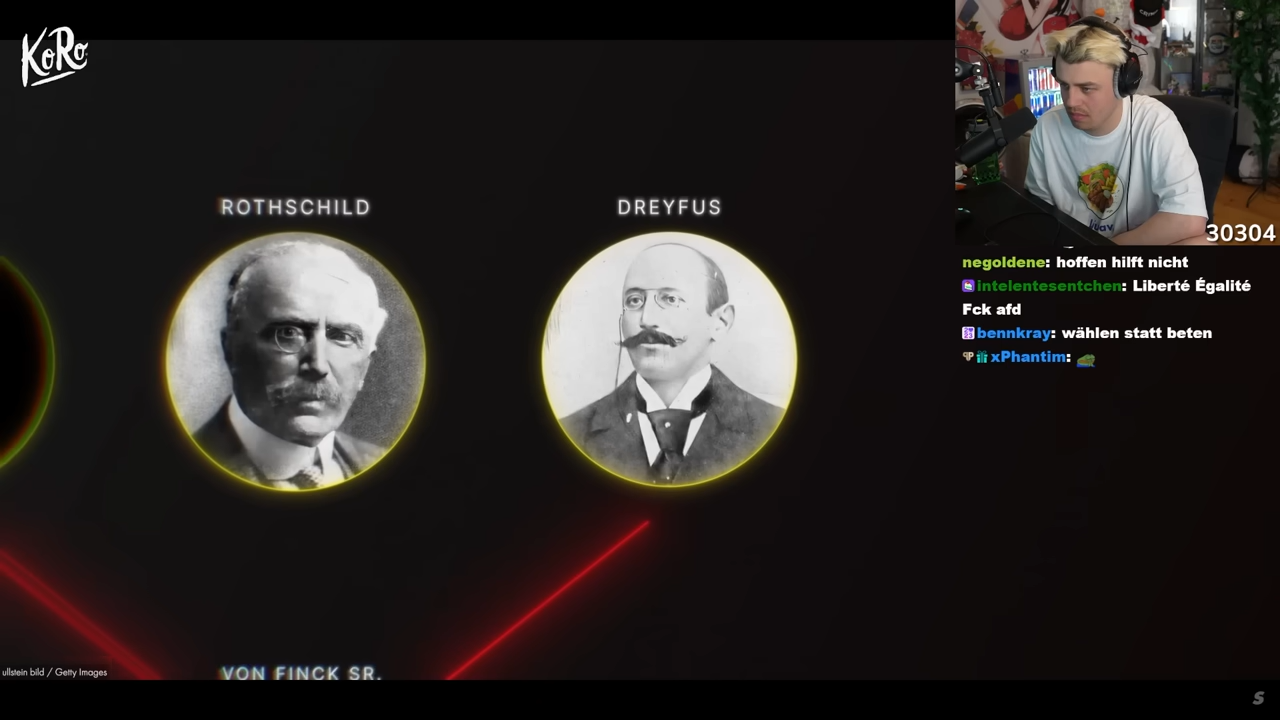 KoRo
ROTHSCHILD
DREYFUS
VON FINCK SR.
ullstein bild / Getty Images
30304
negoldene: hoffen hilft nicht
intelentesentchen: Liberté Égalité
Fck afd
bennkray: wählen statt beten
xPhantim:
S